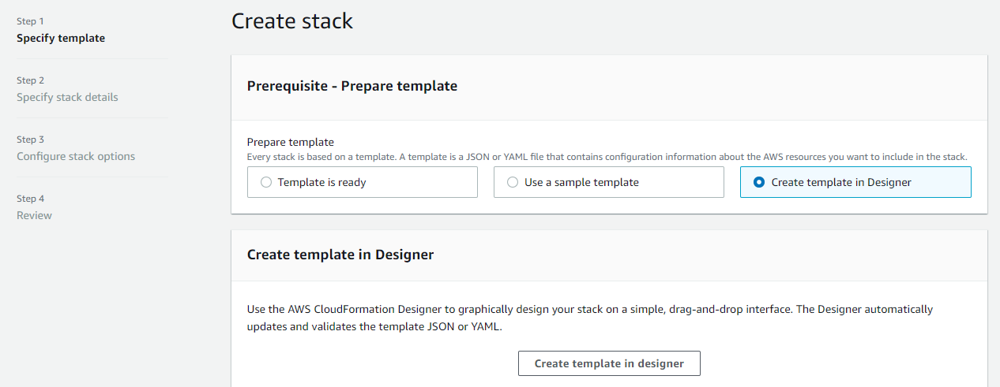 Step 1
Specify template
Step 2
Specify stack details
Step 3
Configure stack options
Step 4
Review
Create stack
Prerequisite - Prepare template
Prepare template
Every stack is based on a template. A template is a JSON or YAML file that contains configuration information about the AWS resources you want to include in the stack.
Template is ready
Use a sample template
Create template in Designer
Create template in Designer
Use the AWS CloudFormation Designer to graphically design your stack on a simple, drag-and-drop interface. The Designer automatically
updates and validates the template JSON or YAML.
Create template in designer